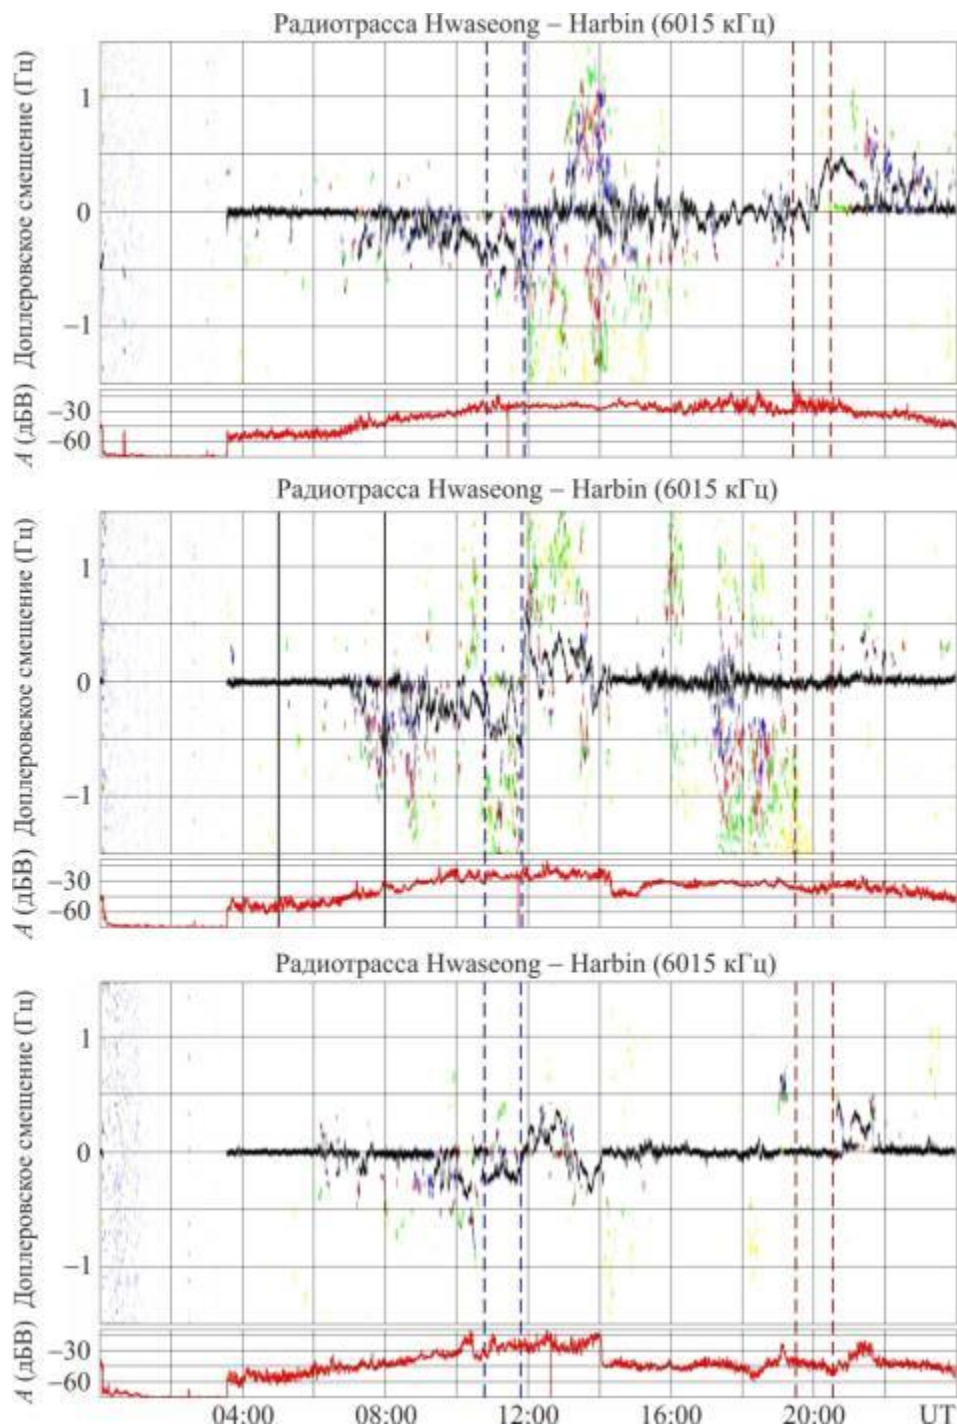 Радиотрасса Hwaseong – Harbin (6015 кГц)
Доплеровское смещение (Гц)
1
0
–1
A (дБВ)
–30
–60
Радиотрасса Hwaseong – Harbin (6015 кГц)
Доплеровское смещение (Гц)
1
0
–1
A (дБВ)
–30
–60
Радиотрасса Hwaseong – Harbin (6015 кГц)
Доплеровское смещение (Гц)
1
0
–1
A (дБВ)
–30
–60
04:00 08:00 12:00 16:00 20:00 UT